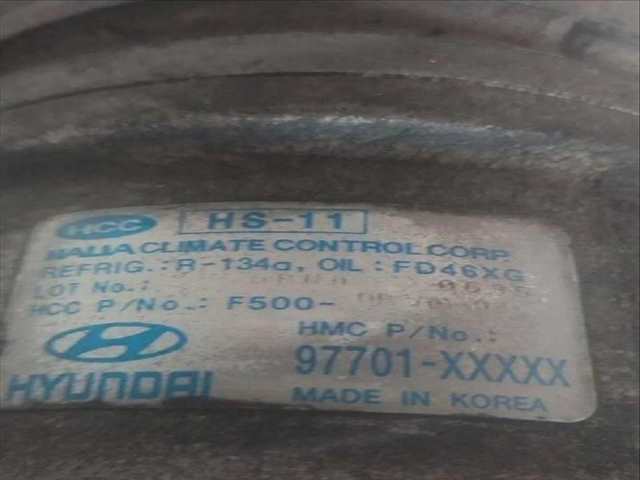 HCC HS-11
HALLA CLIMATE CONTROL CORP.
REFRIG.: R-134a, OIL : FD46XG
LOT No.:
HCC P/No.: F500-
HMC P/No.:
HYUNDAI 97701-XXXXX
MADE IN KOREA